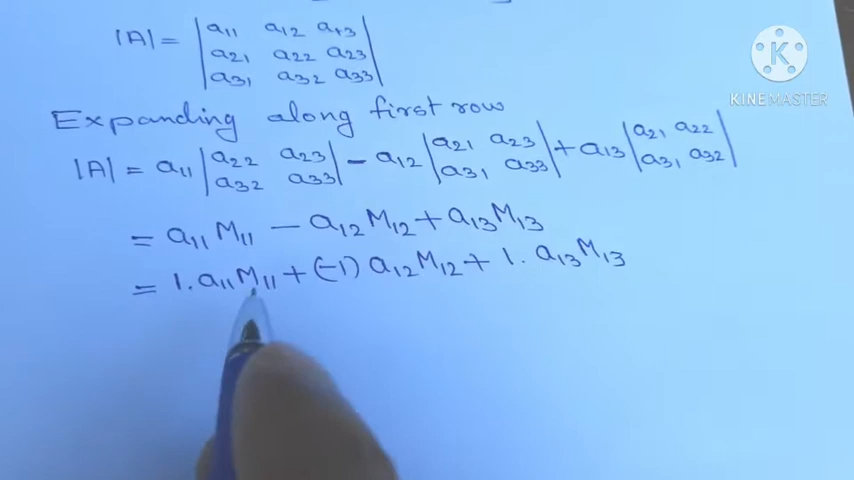 |A| = | a11 a12 a13 |
| a21 a22 a23 |
| a31 a32 a33 |
Expanding along first row
|A| = a11 | a22 a23 | - a12 | a21 a23 | + a13 | a21 a22 |
| a32 a33 | | a31 a33 | | a31 a32 |
= a11 M11 - a12 M12 + a13 M13
= 1. a11 M11 + (-1) a12 M12 + 1. a13 M13
K
KINEMASTER